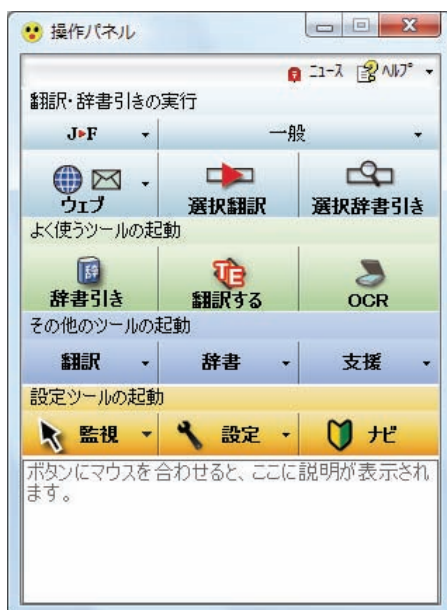 操作パネル
ニュース ヘルプ
翻訳・辞書引きの実行
J▶F 一般
ウェブ 選択翻訳 選択辞書引き
よく使うツールの起動
辞
TE
辞書引き 翻訳する OCR
その他のツールの起動
翻訳 辞書 支援
設定ツールの起動
監視 設定 ナビ
ボタンにマウスを合わせると、ここに説明が表示され
ます。